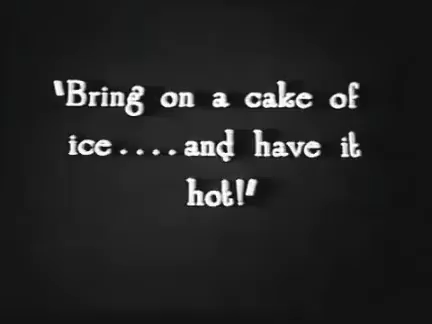 "Bring on a cake of
ice....and have it
hot!"